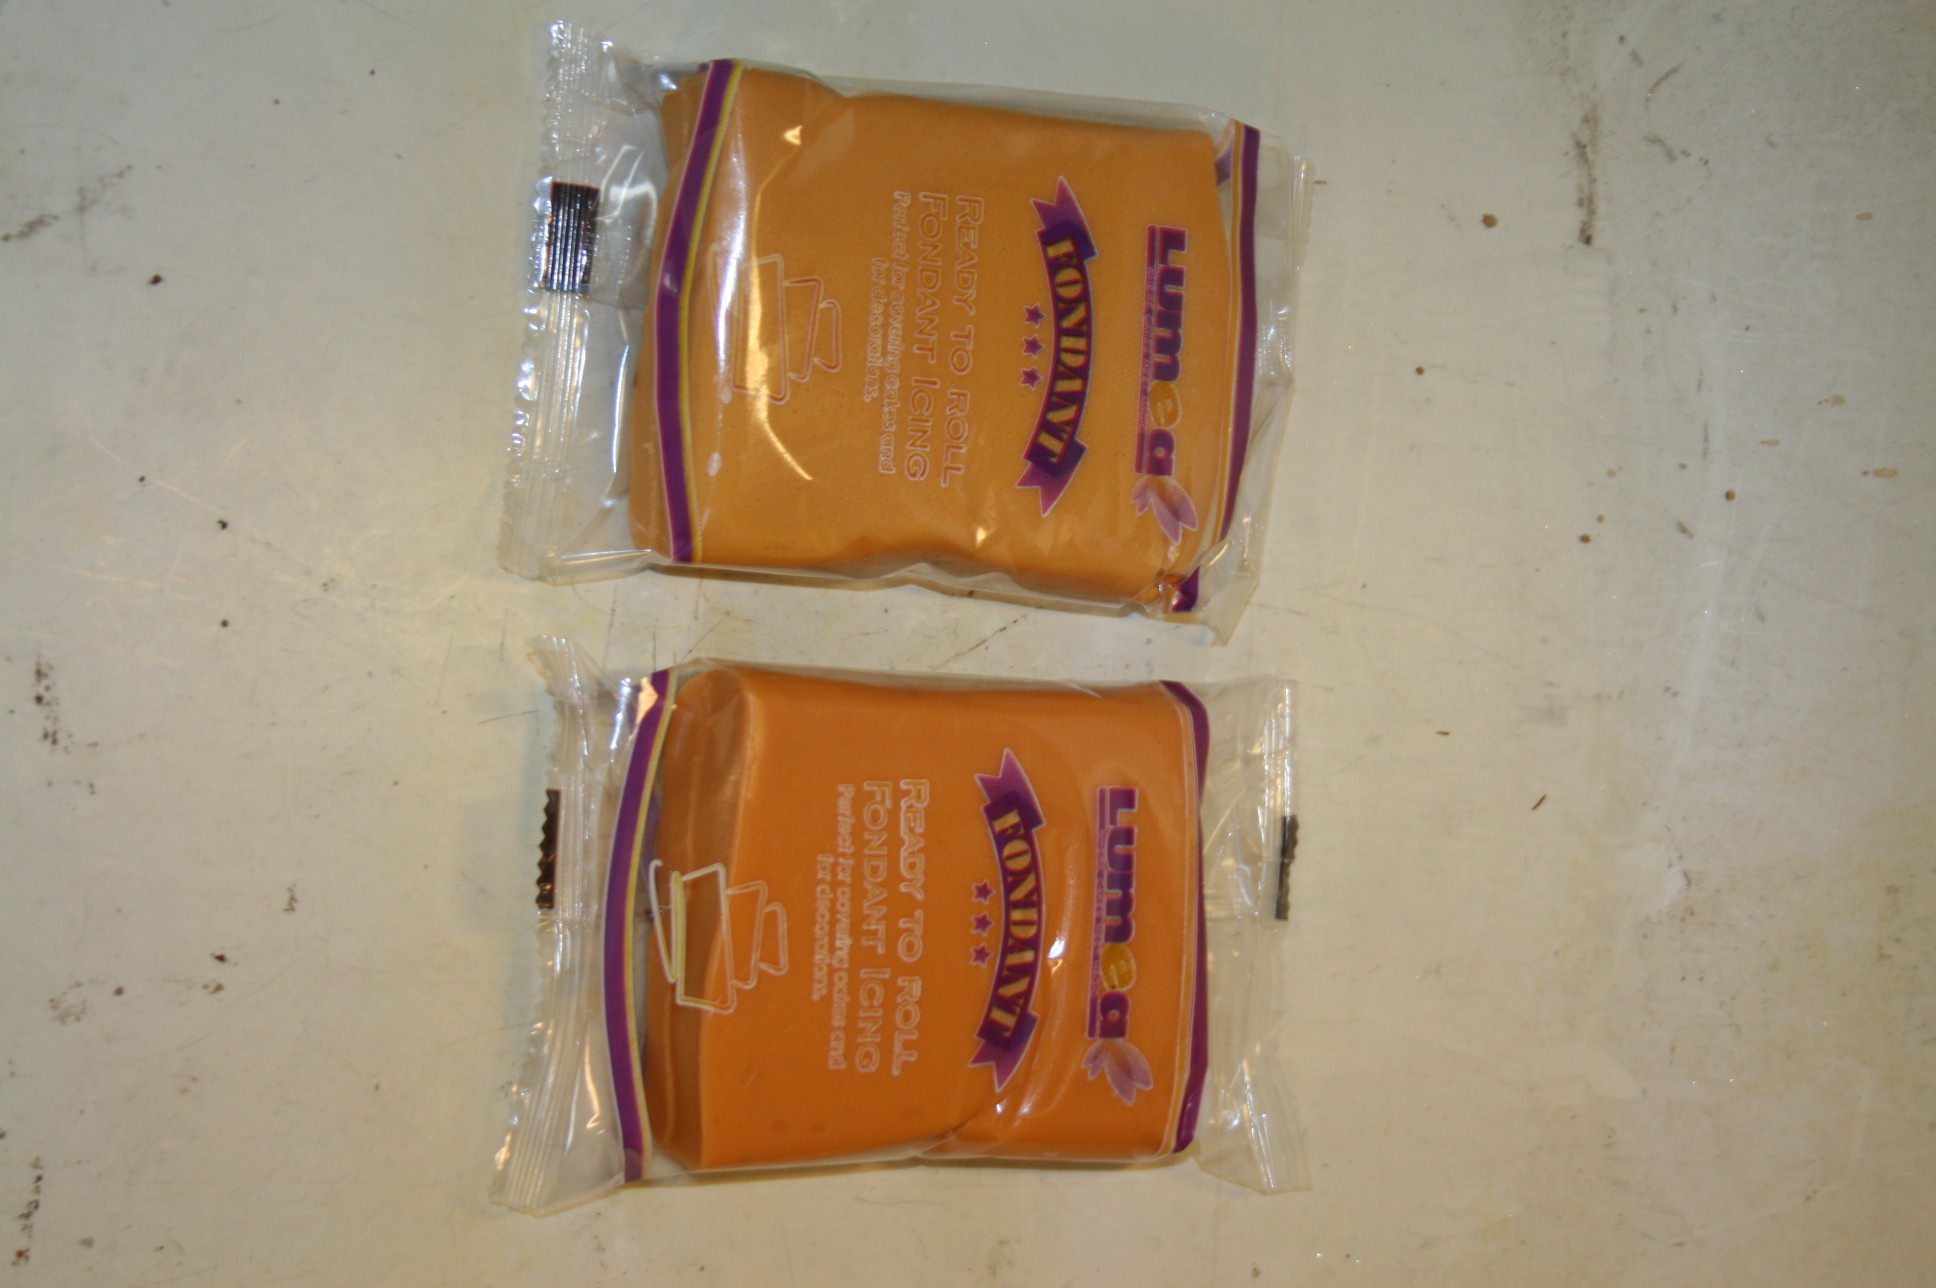 Lumea
FONDANT
READY TO ROLL
FONDANT ICING
Perfect for covering cakes and
for decorations.
Lumea
FONDANT
READY TO ROLL
FONDANT ICING
Perfect for covering cakes and
for decorations.